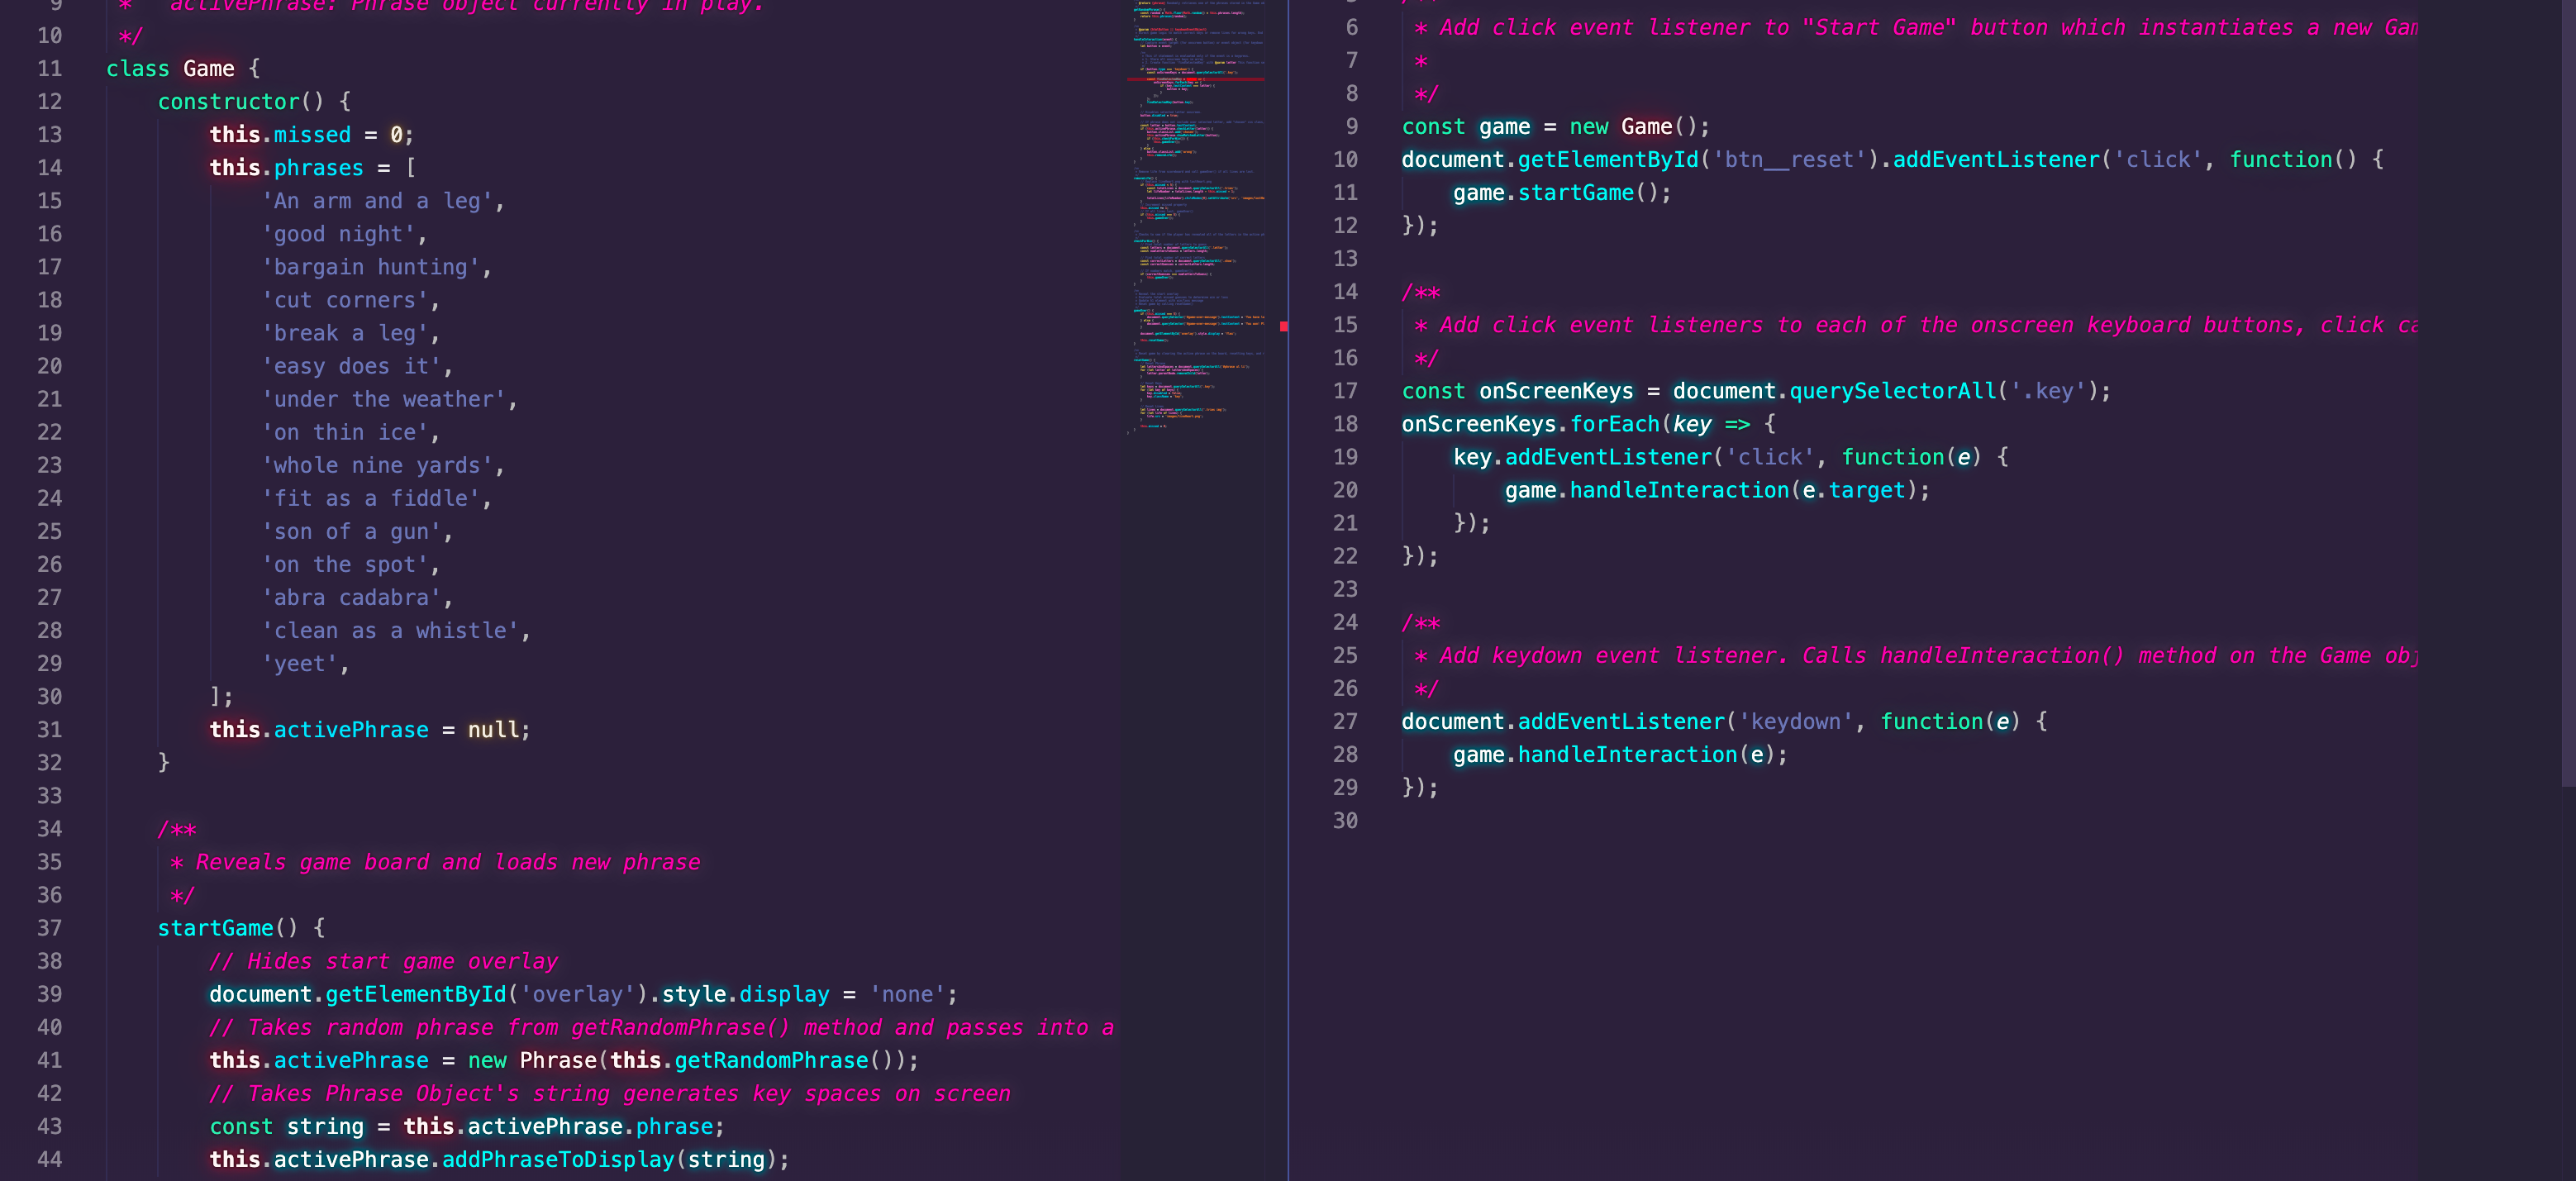 9 * activePhrase: Phrase object currently in play.
10 */
11 class Game {
12 constructor() {
13 this.missed = 0;
14 this.phrases = [
15 'An arm and a leg',
16 'good night',
17 'bargain hunting',
18 'cut corners',
19 'break a leg',
20 'easy does it',
21 'under the weather',
22 'on thin ice',
23 'whole nine yards',
24 'fit as a fiddle',
25 'son of a gun',
26 'on the spot',
27 'abra cadabra',
28 'clean as a whistle',
29 'yeet',
30 ];
31 this.activePhrase = null;
32 }
33
34 /**
35 * Reveals game board and loads new phrase
36 */
37 startGame() {
38 // Hides start game overlay
39 document.getElementById('overlay').style.display = 'none';
40 // Takes random phrase from getRandomPhrase() method and passes into a
41 this.activePhrase = new Phrase(this.getRandomPhrase());
42 // Takes Phrase Object's string generates key spaces on screen
43 const string = this.activePhrase.phrase;
44 this.activePhrase.addPhraseToDisplay(string);
6 * Add click event listener to "Start Game" button which instantiates a new Gam
7 *
8 */
9 const game = new Game();
10 document.getElementById('btn__reset').addEventListener('click', function() {
11 game.startGame();
12 });
13
14 /**
15 * Add click event listeners to each of the onscreen keyboard buttons, click ca
16 */
17 const onScreenKeys = document.querySelectorAll('.key');
18 onScreenKeys.forEach(key => {
19 key.addEventListener('click', function(e) {
20 game.handleInteraction(e.target);
21 });
22 });
23
24 /**
25 * Add keydown event listener. Calls handleInteraction() method on the Game obj
26 */
27 document.addEventListener('keydown', function(e) {
28 game.handleInteraction(e);
29 });
30